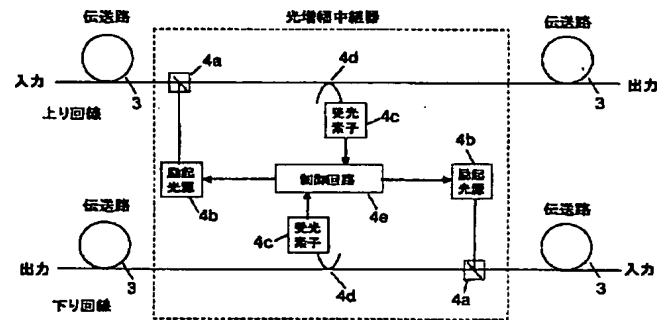 光増幅中継器
伝送路
4a
4d
伝送路
入力
3
受光
素子
4c
3
出力
上り回線
4b
励起
光源
制御回路
励起
光源
伝送路
4b
受光
素子
4e
伝送路
4c
出力
3
4d
4a
3
入力
下り回線